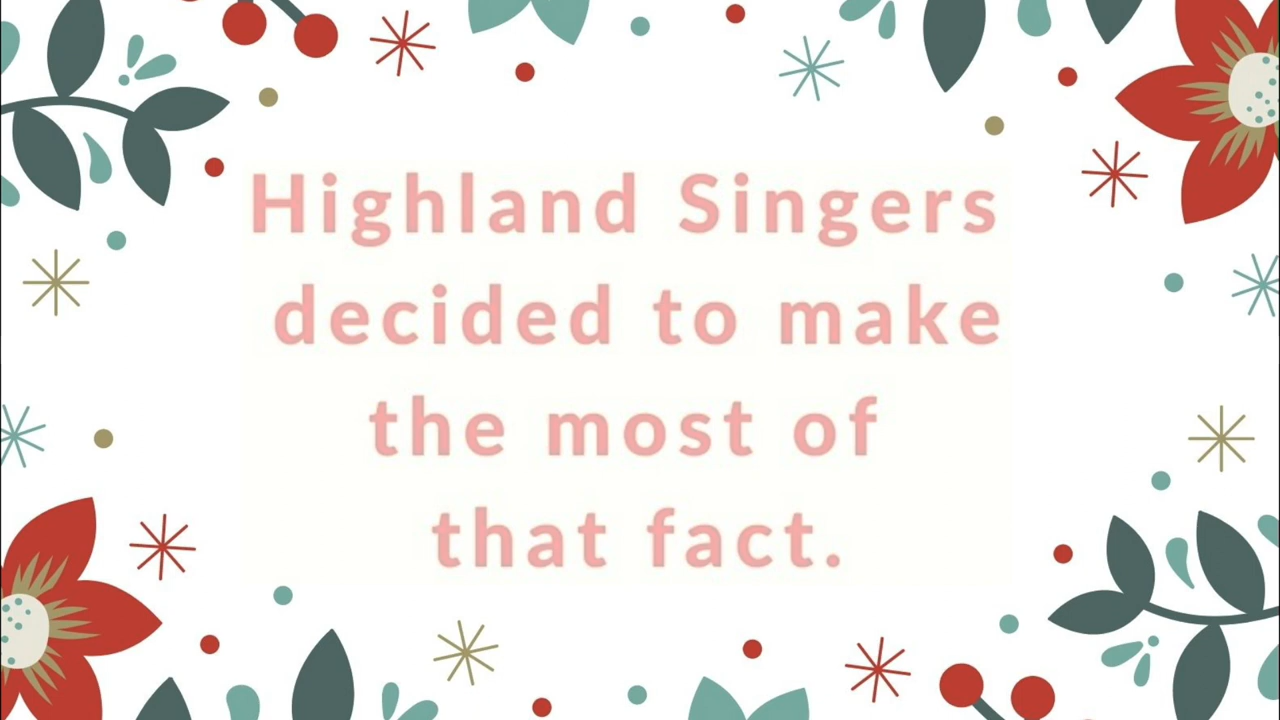 Highland Singers
decided to make
the most of
that fact.